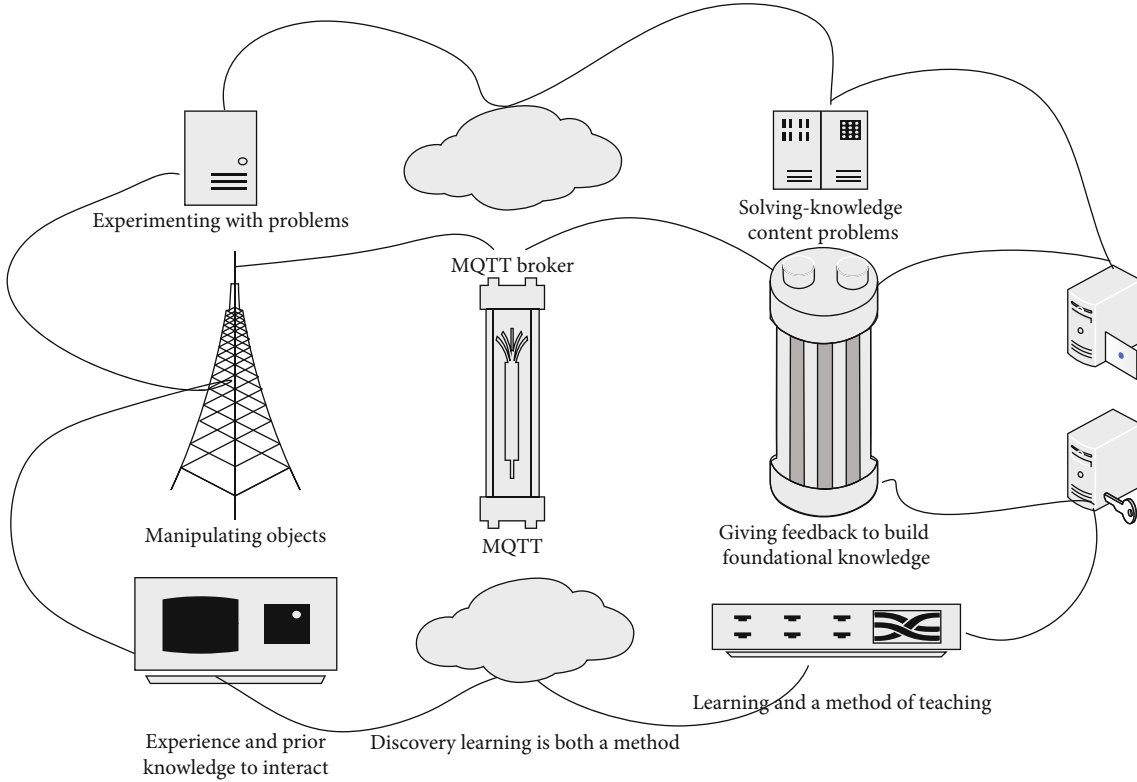 Experimenting with problems
Solving-knowledge
content problems
MQTT broker
Manipulating objects
MQTT
Giving feedback to build
foundational knowledge
Learning and a method of teaching
Experience and prior
knowledge to interact
Discovery learning is both a method